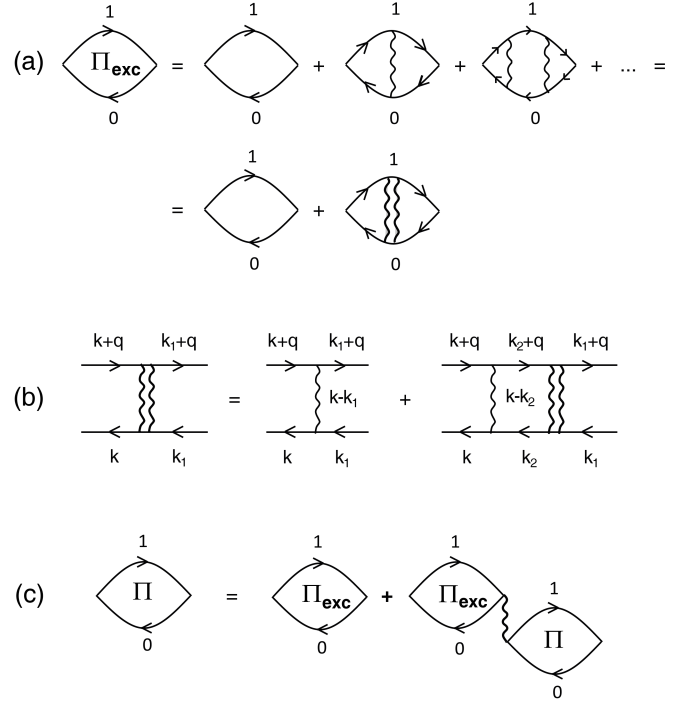 1 1 1 1
(a) Πexc = + + + ... =
0 0 0 0
1 1
= +
0 0
k+q k₁+q k+q k₁+q k+q k₂+q k₁+q
(b) = k-k₁ + k-k₂
k k₁ k k₁ k k₂ k₁
1 1 1 1
(c) Π = Πexc + Πexc Π
0 0 0 0